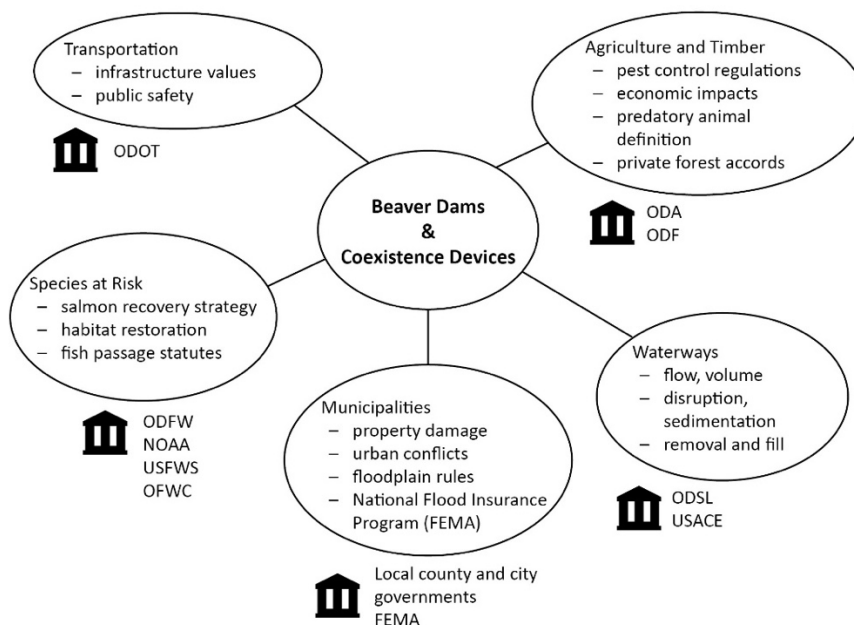 Transportation
– infrastructure values
– public safety
ODOT
Agriculture and Timber
– pest control regulations
– economic impacts
– predatory animal
definition
– private forest accords
ODA
ODF
Beaver Dams
&
Coexistence Devices
Species at Risk
– salmon recovery strategy
– habitat restoration
– fish passage statutes
ODFW
NOAA
USFWS
OFWC
Municipalities
– property damage
– urban conflicts
– floodplain rules
– National Flood Insurance
Program (FEMA)
Local county and city
governments
FEMA
Waterways
– flow, volume
– disruption,
sedimentation
– removal and fill
ODSL
USACE